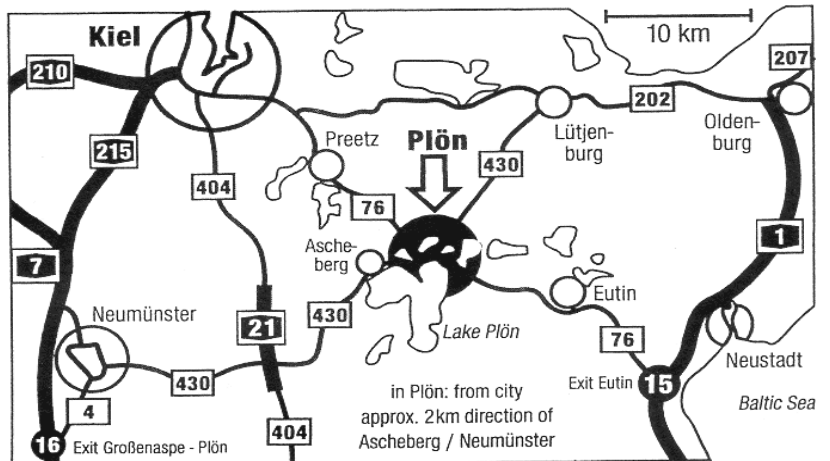 Kiel
10 km
207
210
202
Lütjen-
burg
Olden-
burg
215
Preetz
Plön
430
404
76
1
Asche-
berg
7
Eutin
Neumünster
430
21
Lake Plön
76
Neustadt
430
Exit Eutin 15
4
in Plön: from city
approx. 2km direction of
Ascheberg / Neumünster
Baltic Sea
404
16 Exit Großenaspe - Plön